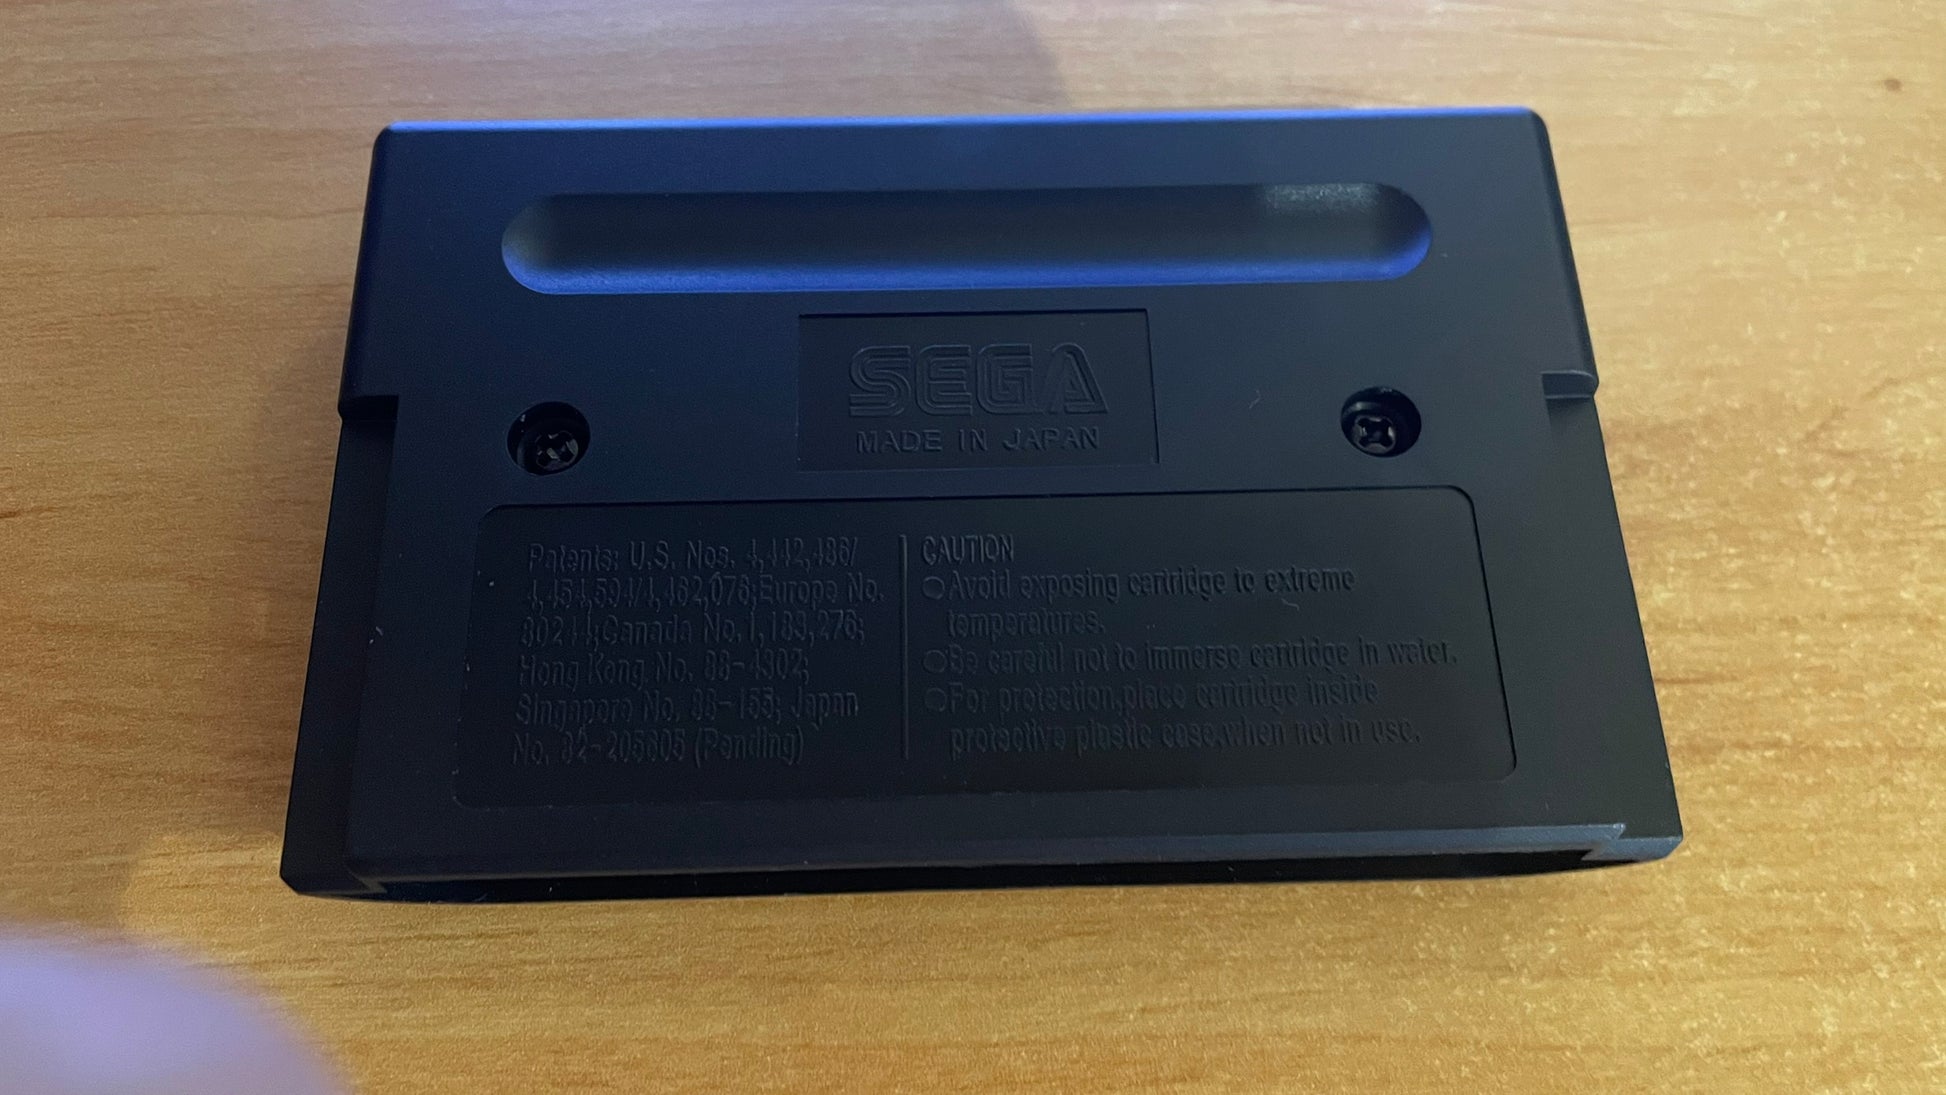 SEGA
MADE IN JAPAN
Patents: U.S. Nos. 4,442,486/
4,454,594/4,462,076;Europe No.
80244;Canada No.1,183,276;
Hong Kong No. 88-4302;
Singapore No. 88-155; Japan
No. 82-205605 (Pending)
CAUTION
Avoid exposing cartridge to extreme
temperatures.
Be careful not to immerse cartridge in water.
For protection,place cartridge inside
protective plastic case,when not in use.